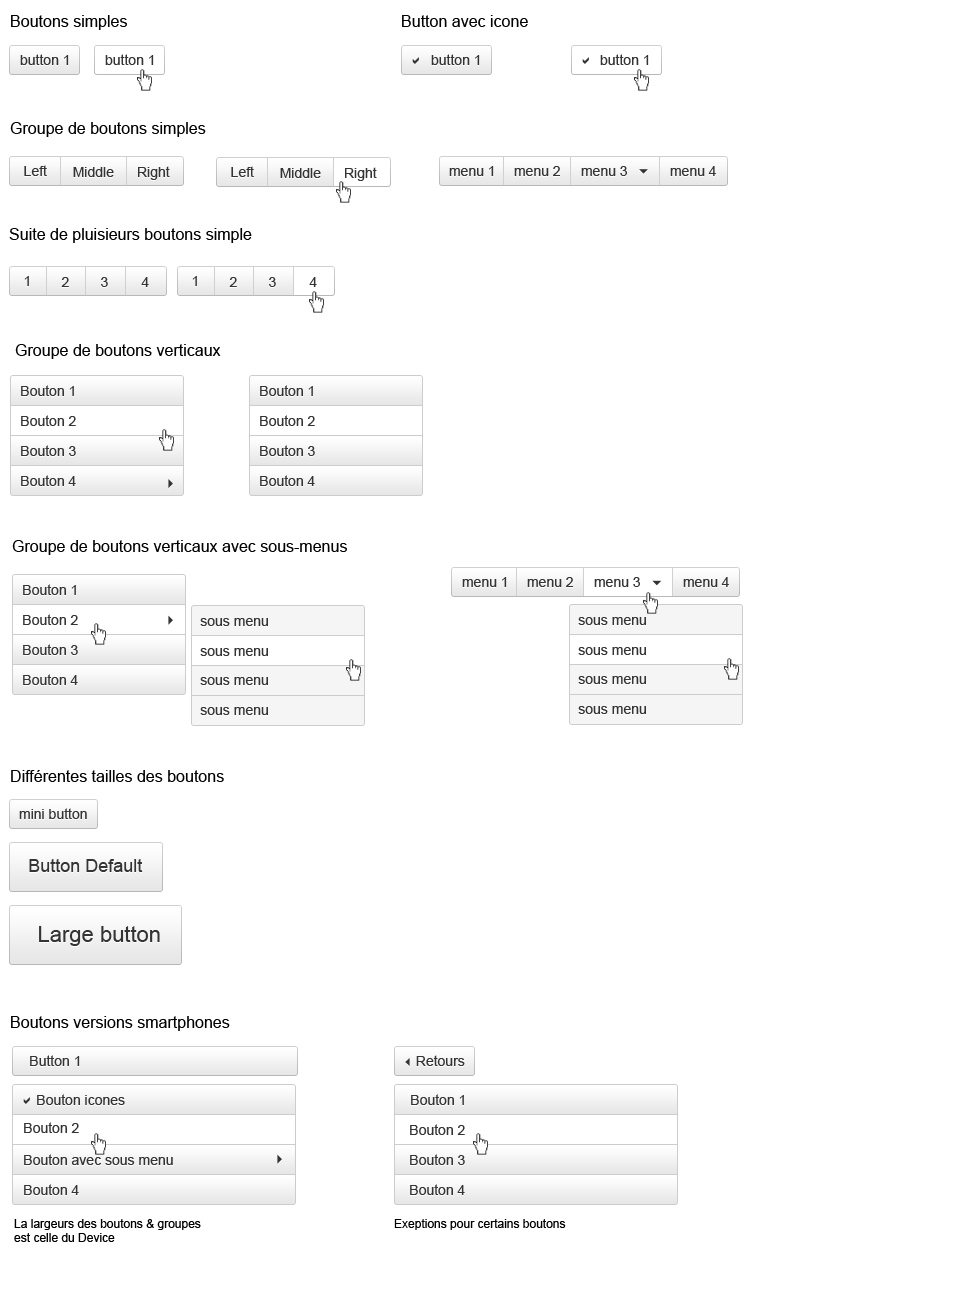 Boutons simples
Button avec icone
button 1
button 1
button 1
button 1
Groupe de boutons simples
Left Middle Right
Left Middle Right
menu 1 menu 2 menu 3 menu 4
Suite de pluisieurs boutons simple
1 2 3 4
1 2 3 4
Groupe de boutons verticaux
Bouton 1
Bouton 2
Bouton 3
Bouton 4
Bouton 1
Bouton 2
Bouton 3
Bouton 4
Groupe de boutons verticaux avec sous-menus
Bouton 1
Bouton 2
Bouton 3
Bouton 4
sous menu
sous menu
sous menu
sous menu
menu 1 menu 2 menu 3 menu 4
sous menu
sous menu
sous menu
sous menu
Différentes tailles des boutons
mini button
Button Default
Large button
Boutons versions smartphones
Button 1
Bouton icones
Bouton 2
Bouton avec sous menu
Bouton 4
La largeurs des boutons & groupes
est celle du Device
Retours
Bouton 1
Bouton 2
Bouton 3
Bouton 4
Exeptions pour certains boutons